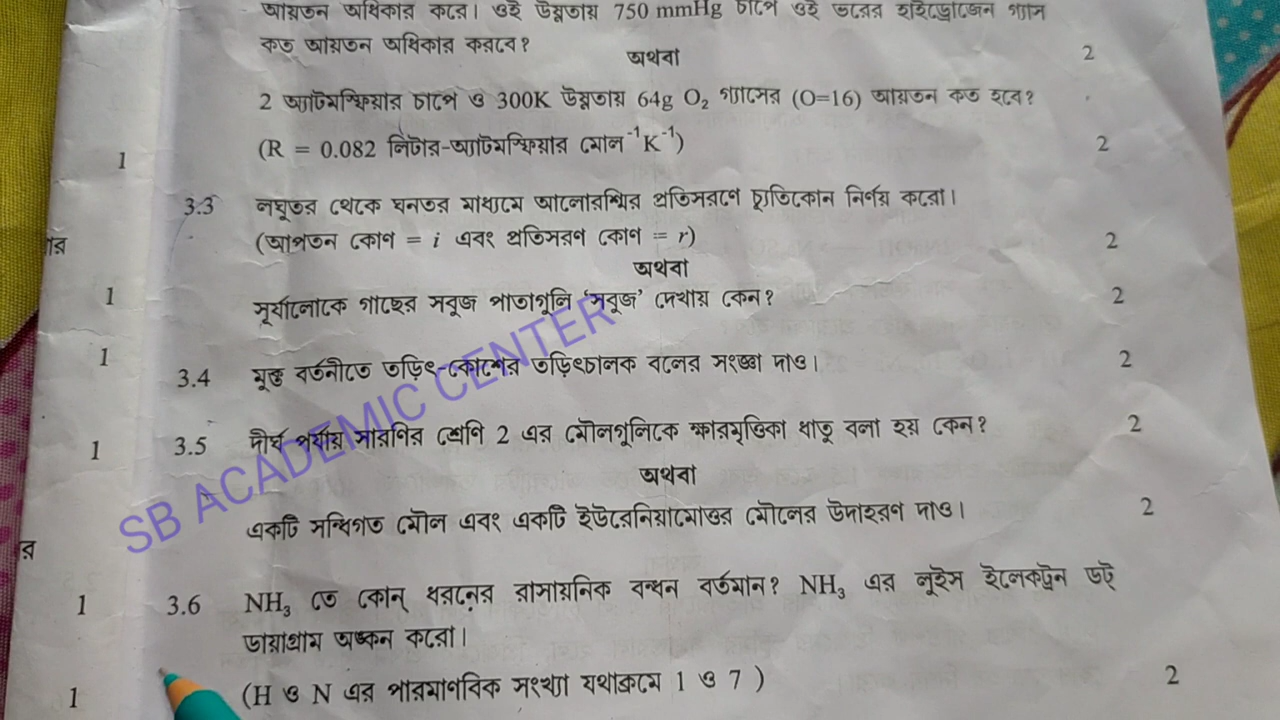 আয়তন অধিকার করে। ওই উষ্ণতায় 750 mmHg চাপে ওই ভরের হাইড্রোজেন গ্যাস
কত আয়তন অধিকার করবে?
2
অথবা
2 অ্যাটমস্ফিয়ার চাপে ও 300K উষ্ণতায় 64g O₂ গ্যাসের (O=16) আয়তন কত হবে?
(R = 0.082 লিটার-অ্যাটমস্ফিয়ার মোল⁻¹K⁻¹)
2
1
3.3 লঘুতর থেকে ঘনতর মাধ্যমে আলোরশ্মির প্রতিসরণে চ্যুতিকোন নির্ণয় করো।
(আপতন কোণ = i এবং প্রতিসরণ কোণ = r)
2
ার
অথবা
1
সূর্যালোকে গাছের সবুজ পাতাগুলি ‘সবুজ’ দেখায় কেন?
2
1
3.4 মুক্ত বর্তনীতে তড়িৎ-কোশের তড়িৎচালক বলের সংজ্ঞা দাও।
2
1
3.5 দীর্ঘ পর্যায় সারণির শ্রেণি 2 এর মৌলগুলিকে ক্ষারমৃত্তিকা ধাতু বলা হয় কেন?
2
অথবা
একটি সন্ধিগত মৌল এবং একটি ইউরেনিয়ামোত্তর মৌলের উদাহরণ দাও।
2
র
1
3.6 NH₃ তে কোন্ ধরনের রাসায়নিক বন্ধন বর্তমান? NH₃ এর লুইস ইলেকট্রন ডট্
ডায়াগ্রাম অঙ্কন করো।
1
(H ও N এর পারমাণবিক সংখ্যা যথাক্রমে 1 ও 7 )
2
SB ACADEMIC CENTER